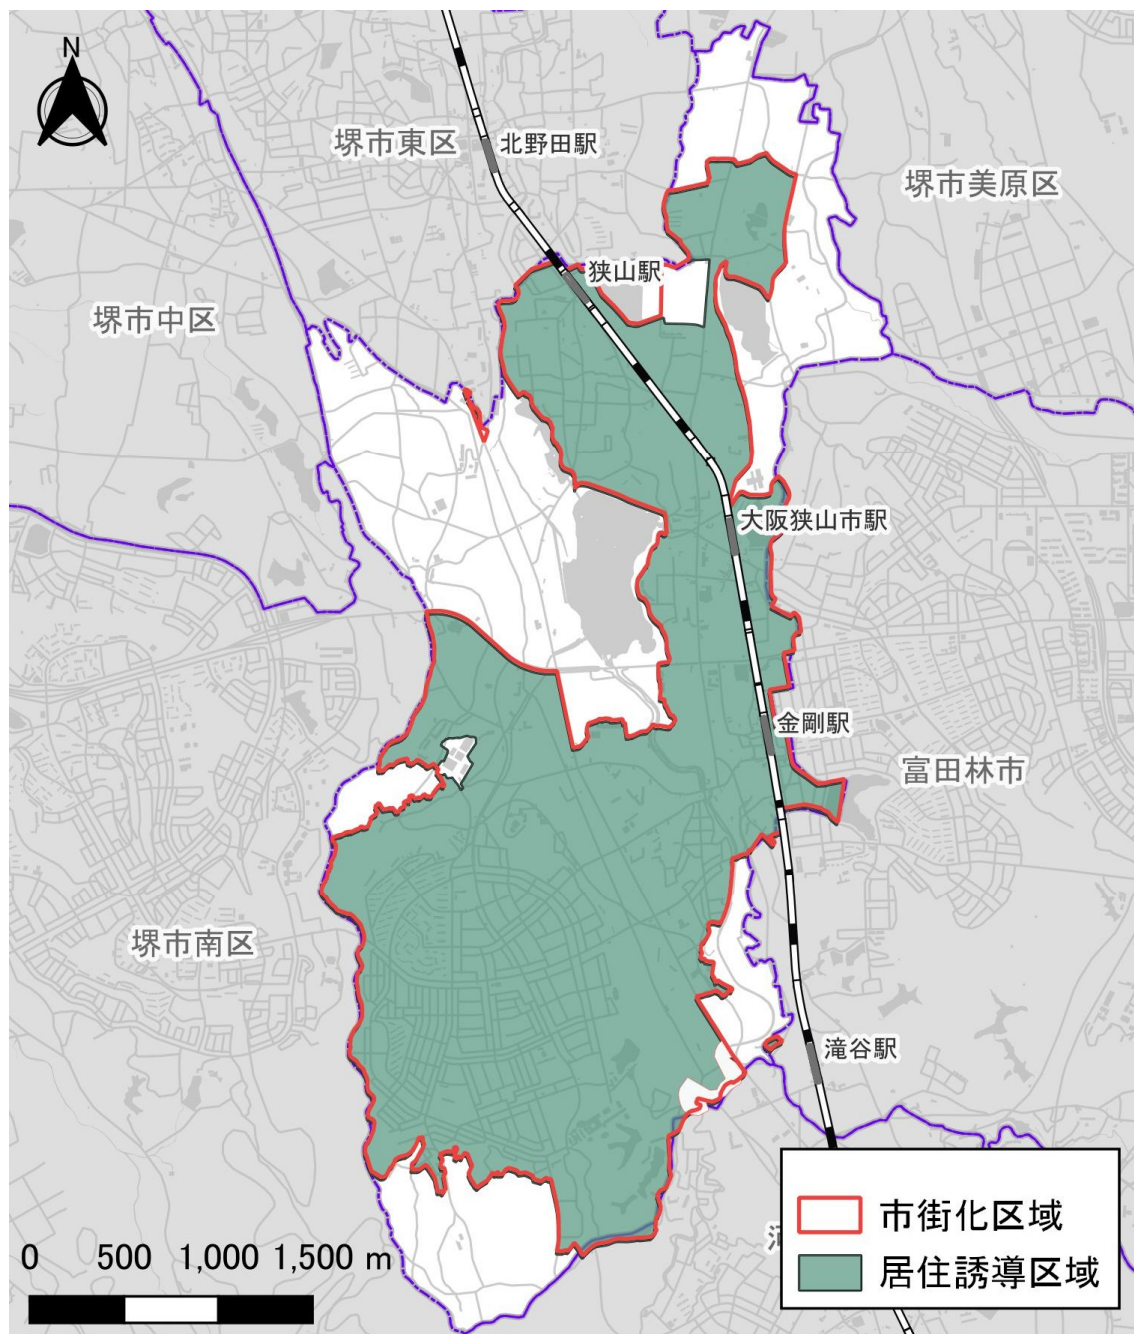 N
堺市東区
北野田駅
堺市美原区
狭山駅
堺市中区
大阪狭山市駅
金剛駅
富田林市
堺市南区
滝谷駅
市街化区域
居住誘導区域
0 500 1,000 1,500 m